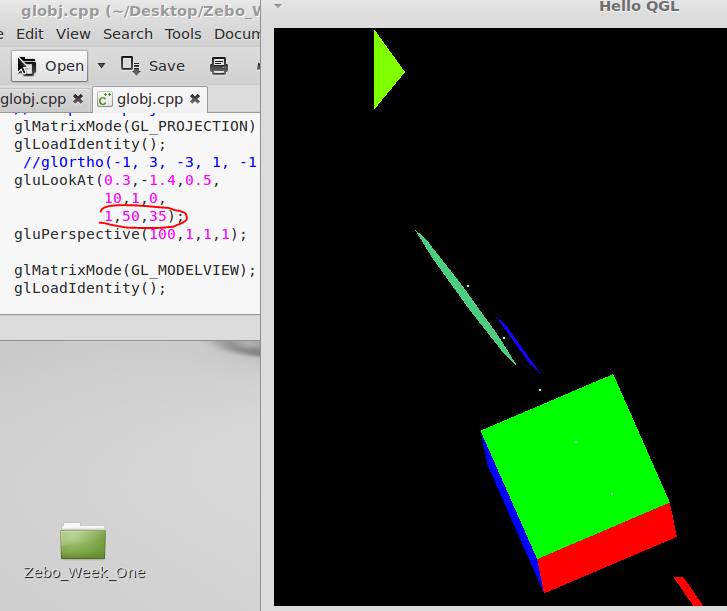 globj.cpp (~/Desktop/Zebo_W
Hello QGL
Edit View Search Tools Docum
Open Save
globj.cpp globj.cpp
glMatrixMode(GL_PROJECTION)
glLoadIdentity();
//glOrtho(-1, 3, -3, 1, -1
gluLookAt(0.3,-1.4,0.5,
10,1,0,
1,50,35);
gluPerspective(100,1,1,1);
glMatrixMode(GL_MODELVIEW);
glLoadIdentity();
Zebo_Week_One